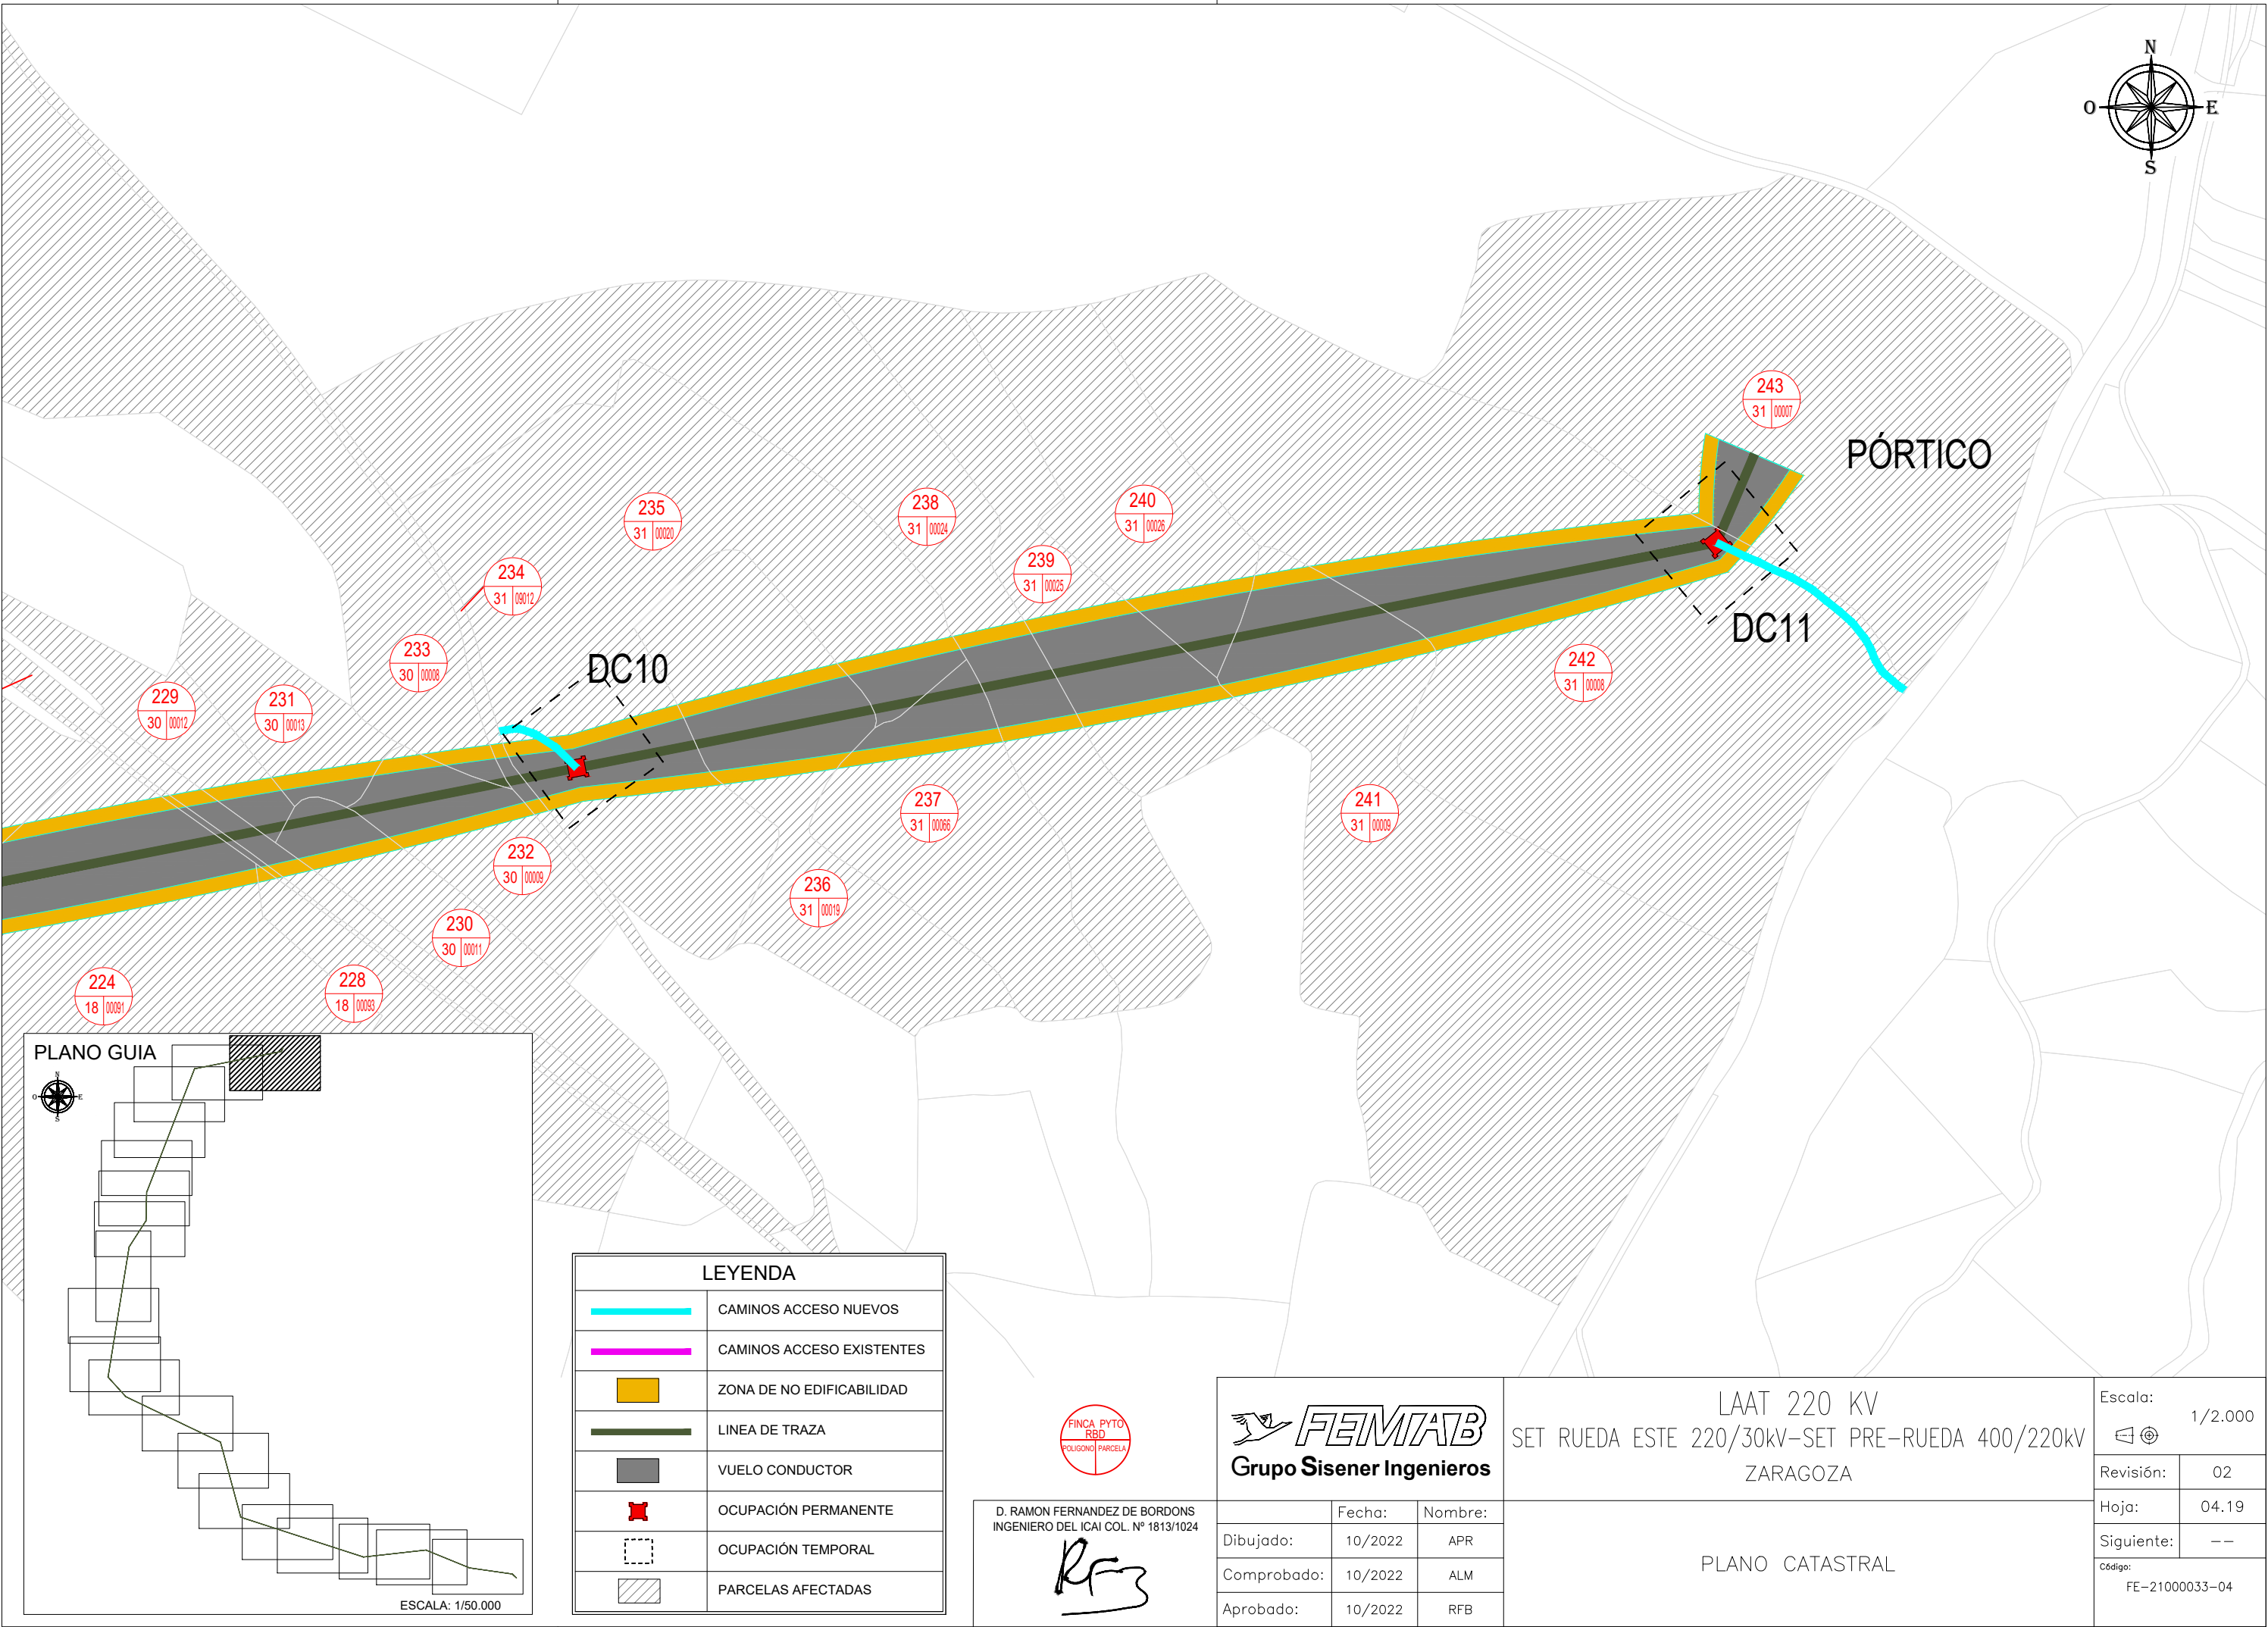 N
O
E
S
243
31 00007
PÓRTICO
235
31 00020
238
31 00024
240
31 00026
234
31 09012
239
31 00025
233
30 00008
DC10
DC11
242
31 00008
229
30 00012
231
30 00013
237
31 00066
241
31 00009
232
30 00009
236
31 00019
230
30 00011
224
18 00091
228
18 00093
PLANO GUIA
N
O
E
S
ESCALA: 1/50.000
LEYENDA
CAMINOS ACCESO NUEVOS
CAMINOS ACCESO EXISTENTES
ZONA DE NO EDIFICABILIDAD
LINEA DE TRAZA
VUELO CONDUCTOR
OCUPACIÓN PERMANENTE
OCUPACIÓN TEMPORAL
PARCELAS AFECTADAS
FINCA PYTO
RBD
POLIGONO PARCELA
D. RAMON FERNANDEZ DE BORDONS
INGENIERO DEL ICAI COL. Nº 1813/1024
RFB
FEMAB
Grupo Sisener Ingenieros
Fecha: Nombre:
Dibujado: 10/2022 APR
Comprobado: 10/2022 ALM
Aprobado: 10/2022 RFB
LAAT 220 KV
SET RUEDA ESTE 220/30kV-SET PRE-RUEDA 400/220kV
ZARAGOZA
PLANO CATASTRAL
Escala:
1/2.000
Revisión: 02
Hoja: 04.19
Siguiente: --
Código:
FE-21000033-04